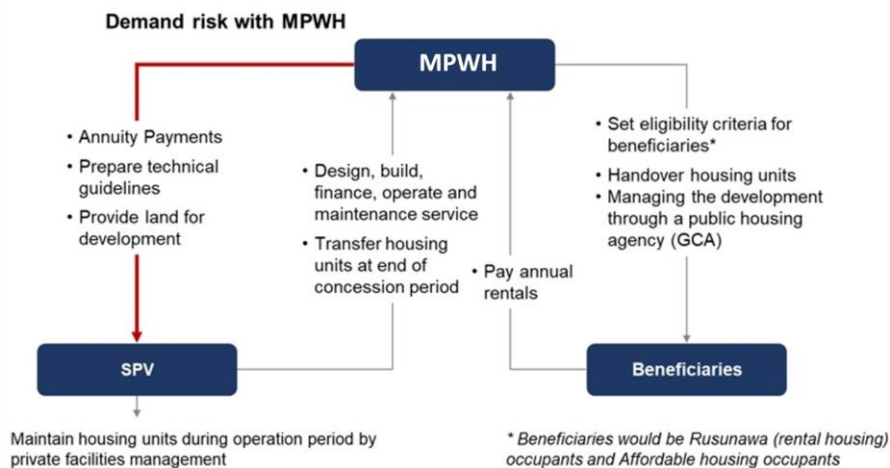 Demand risk with MPWH
MPWH
• Annuity Payments
• Prepare technical
guidelines
• Provide land for
development
• Design, build,
finance, operate and
maintenance service
• Transfer housing
units at end of
concession period
• Pay annual
rentals
• Set eligibility criteria for
beneficiaries*
• Handover housing units
• Managing the development
through a public housing
agency (GCA)
SPV
Beneficiaries
Maintain housing units during operation period by
private facilities management
* Beneficiaries would be Rusunawa (rental housing)
occupants and Affordable housing occupants